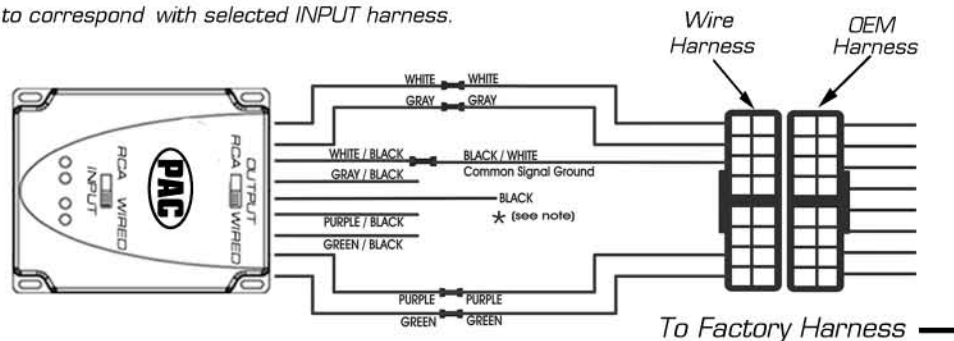 to correspond with selected INPUT harness.
Wire
Harness
OEM
Harness
WHITE WHITE
GRAY GRAY
WHITE / BLACK BLACK / WHITE
Common Signal Ground
GRAY / BLACK
BLACK
* (see note)
PURPLE / BLACK
GREEN / BLACK
PURPLE PURPLE
GREEN GREEN
RCA WIRED
INPUT
PAC
OUTPUT
RCA WIRED
To Factory Harness